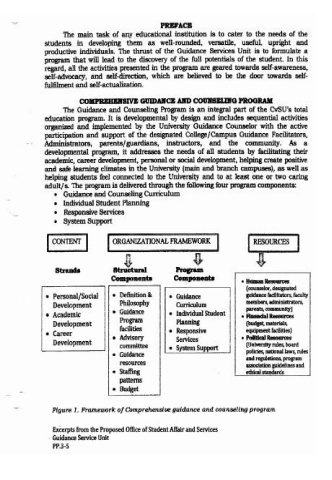 PREFACE
The main task of any educational institution is to cater to the needs of the
students in developing them as well-rounded, versatile, useful, upright and
productive individuals. The thrust of the Guidance Services Unit is to formulate a
program that will lead to the discovery of the full potentials of the student. In this
regard, all the activities presented in the program are geared towards self-awareness,
self-advocacy, and self-direction, which are believed to be the door towards self-
fulfilment and self-actualization.
COMPREHENSIVE GUIDANCE AND COUNSELING PROGRAM
The Guidance and Counseling Program is an integral part of the CvSU's total
education program. It is developmental by design and includes sequential activities
organized and implemented by the University Guidance Counselor with the active
participation and support of the designated College/Campus Guidance Facilitators,
Administrators, parents/guardians, instructors, and the community. As a
developmental program, it addresses the needs of all students by facilitating their
academic, career development, personal or social development, helping create positive
and safe learning climates in the University (main and branch campuses), as well as
helping students feel connected to the University and to at least one or two caring
adult/s. The program is delivered through the following four program components:
• Guidance and Counseling Curriculum
• Individual Student Planning
• Responsive Services
• System Support
CONTENT
ORGANIZATIONAL FRAMEWORK
RESOURCES
Strands
Structural
Components
Program
Components
• Personal/Social
Development
• Academic
Development
• Career
Development
• Definition &
Philosophy
• Guidance
Program
facilities
• Advisory
committee
• Guidance
resources
• Staffing
patterns
• Budget
• Guidance
Curriculum
• Individual Student
Planning
• Responsive
Services
• System Support
• Human Resources
(counselor, designated
guidance facilitators, faculty
members, administrators,
parents, community)
• Financial Resources
(budget, materials,
equipment facilities)
• Political Resources
(University rules, board
policies, national laws, rules
and regulations, program
association guidelines and
ethical standards
Figure 1. Framework of Comprehensive guidance and counseling program.
Excerpts from the Proposed Office of Student Affair and Services
Guidance Service Unit
PP.3-5